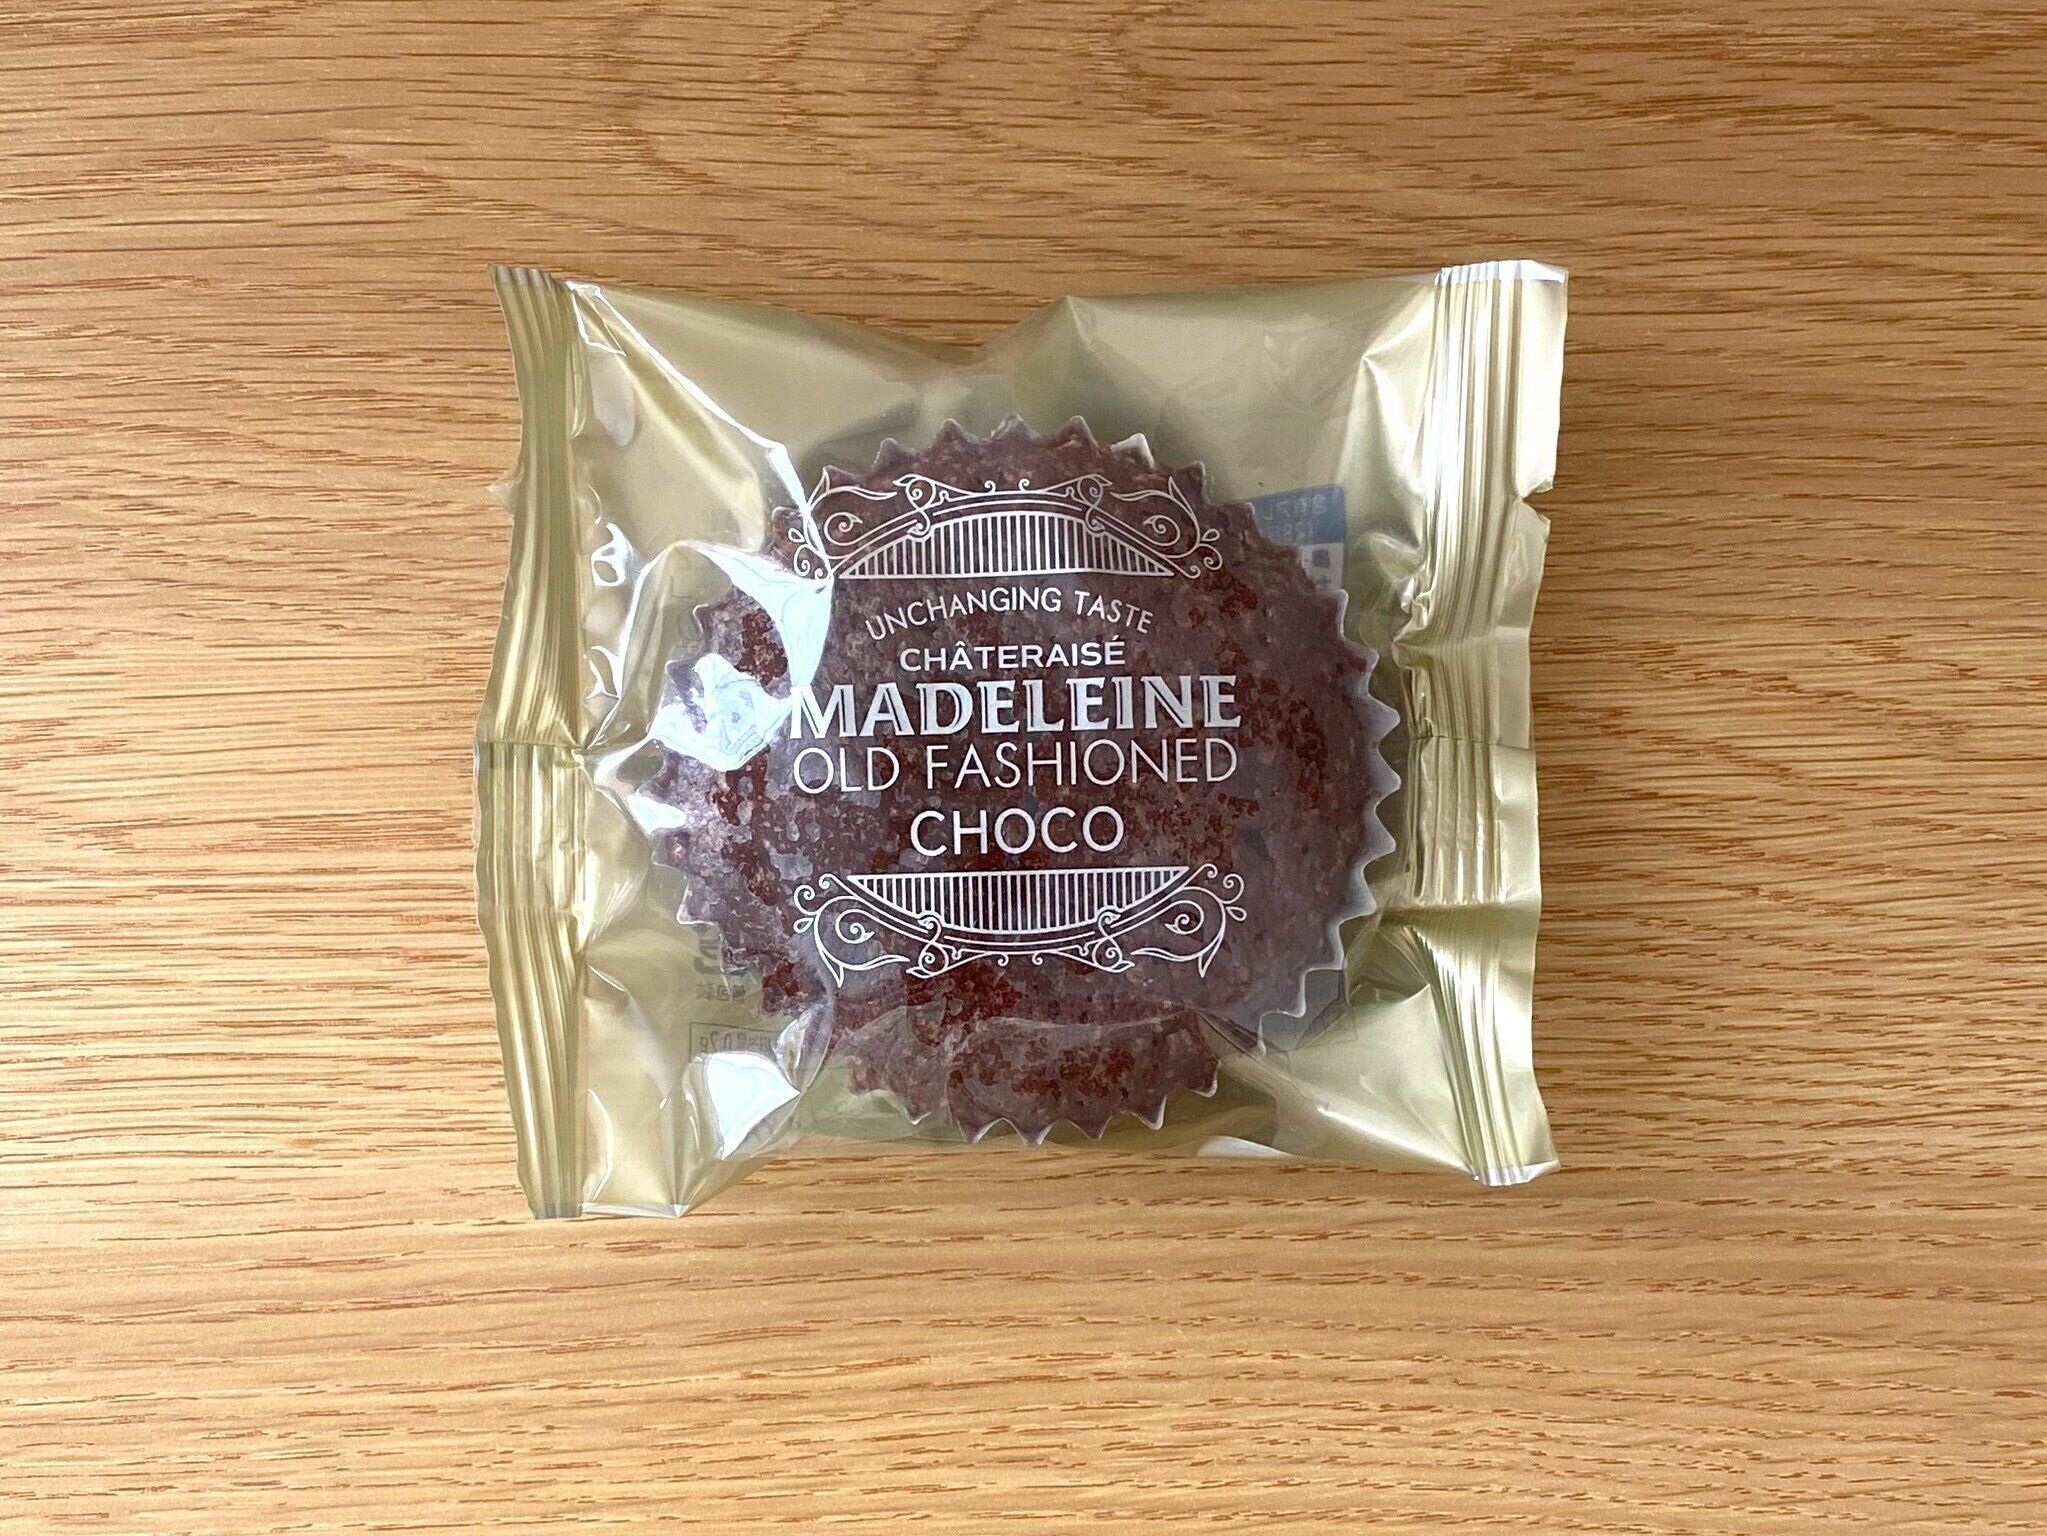 UNCHANGING TASTE
CHÂTERAISÉ
MADELEINE
OLD FASHIONED
CHOCO